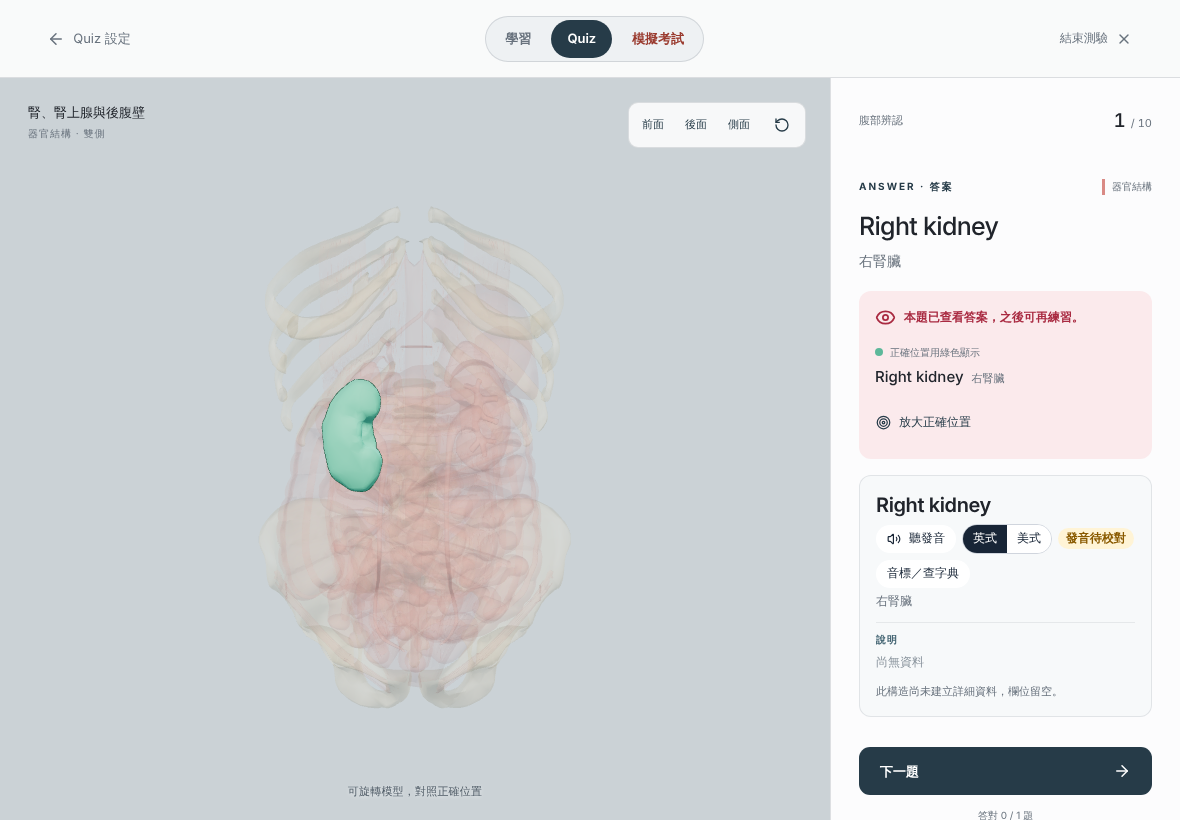 Quiz 設定
學習
Quiz
模擬考試
結束測驗
腎、腎上腺與後腹壁
器官結構 · 雙側
前面
後面
側面
可旋轉模型，對照正確位置
腹部辨認
1 / 10
ANSWER · 答案
器官結構
Right kidney
右腎臟
本題已查看答案，之後可再練習。
正確位置用綠色顯示
Right kidney 右腎臟
放大正確位置
Right kidney
聽發音
英式
美式
發音待校對
音標／查字典
右腎臟
說明
尚無資料
此構造尚未建立詳細資料，欄位留空。
下一題
答對 0 / 1 題